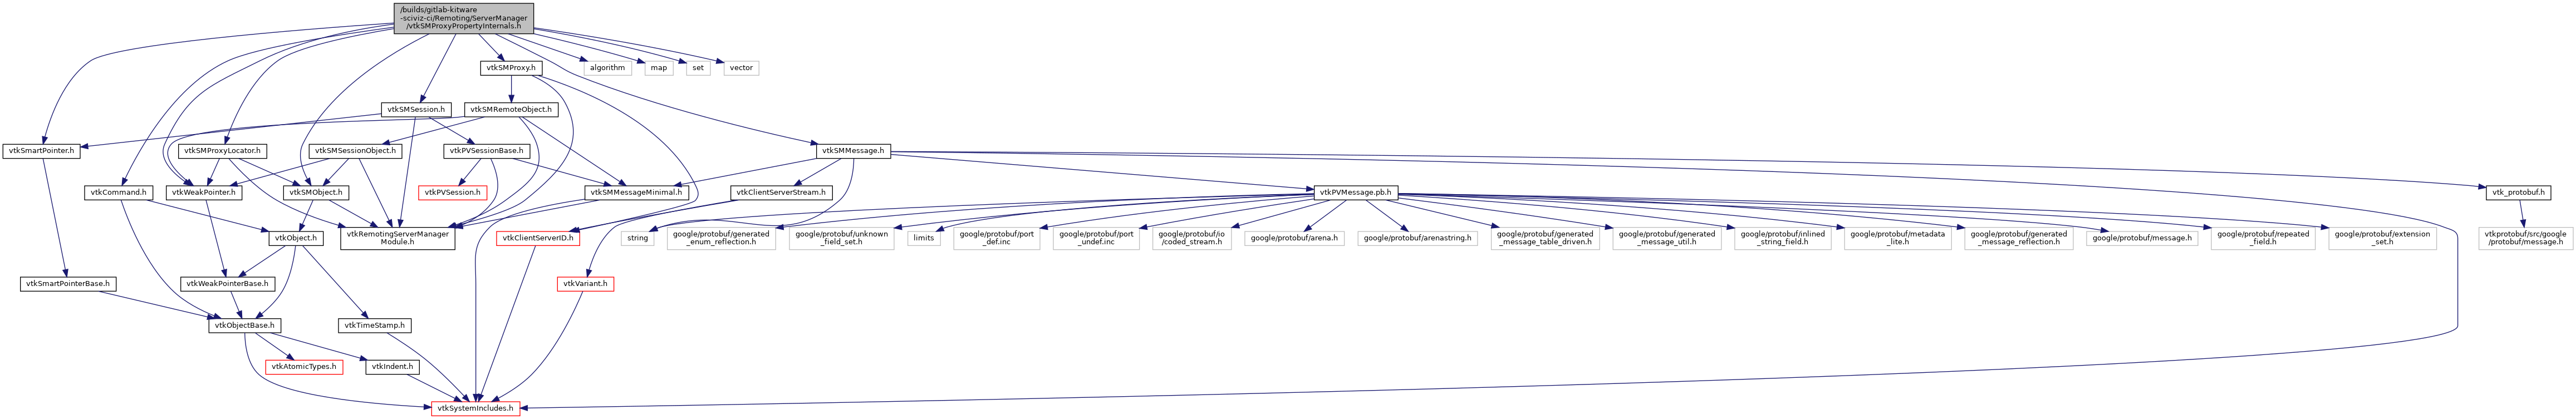 /builds/gitlab-kitware
-sciviz-ci/Remoting/ServerManager
/vtkSMProxyPropertyInternals.h
vtkSMProxy.h
algorithm
map
set
vector
vtkSMSession.h
vtkSMRemoteObject.h
vtkSmartPointer.h
vtkSMProxyLocator.h
vtkSMSessionObject.h
vtkPVSessionBase.h
vtkSMMessage.h
vtkCommand.h
vtkWeakPointer.h
vtkSMObject.h
vtkPVSession.h
vtkSMMessageMinimal.h
vtkClientServerStream.h
vtkPVMessage.pb.h
vtk_protobuf.h
vtkObject.h
vtkRemotingServerManager
Module.h
vtkClientServerID.h
string
google/protobuf/generated
_enum_reflection.h
google/protobuf/unknown
_field_set.h
limits
google/protobuf/port
_def.inc
google/protobuf/port
_undef.inc
google/protobuf/io
/coded_stream.h
google/protobuf/arena.h
google/protobuf/arenastring.h
google/protobuf/generated
_message_table_driven.h
google/protobuf/generated
_message_util.h
google/protobuf/inlined
_string_field.h
google/protobuf/metadata
_lite.h
google/protobuf/generated
_message_reflection.h
google/protobuf/message.h
google/protobuf/repeated
_field.h
google/protobuf/extension
_set.h
vtkprotobuf/src/google
/protobuf/message.h
vtkSmartPointerBase.h
vtkWeakPointerBase.h
vtkVariant.h
vtkObjectBase.h
vtkTimeStamp.h
vtkAtomicTypes.h
vtkIndent.h
vtkSystemIncludes.h